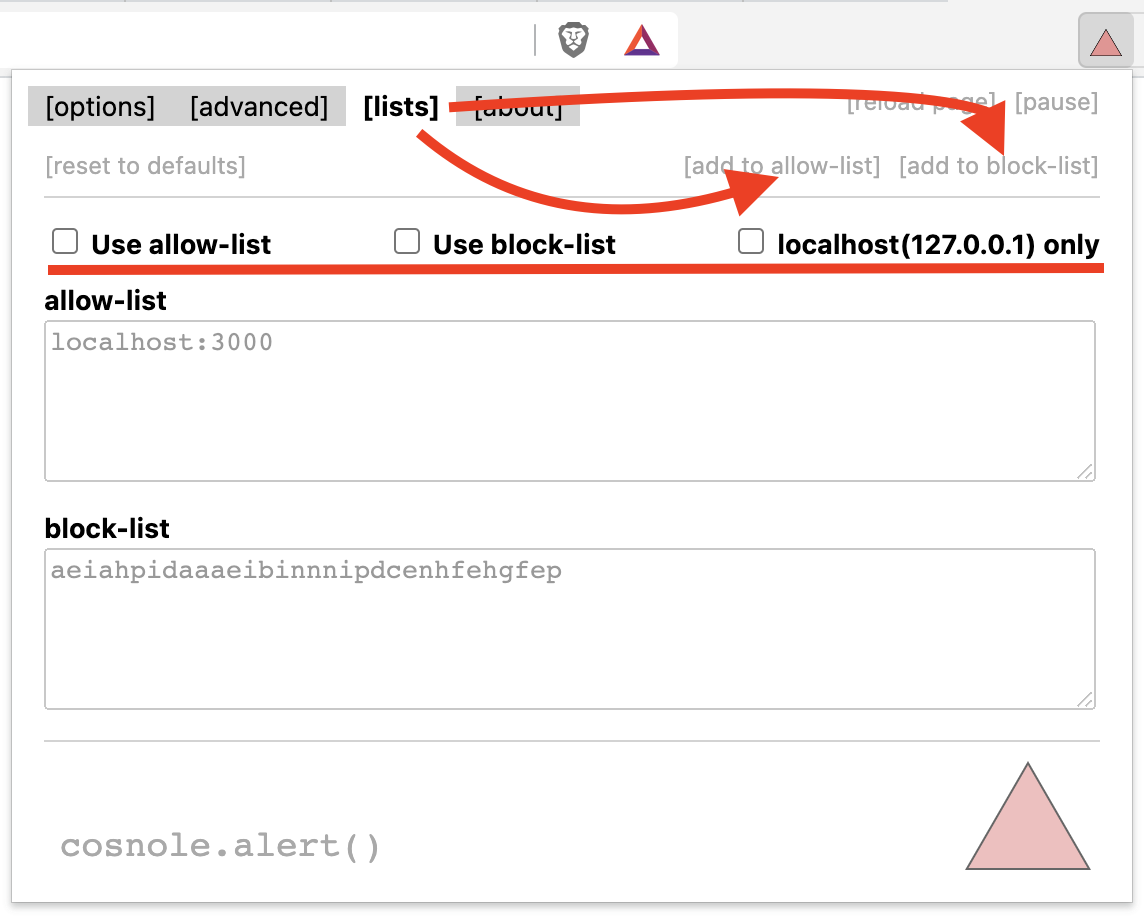 [options] [advanced] [lists] [about] [reload page] [pause]
[reset to defaults] [add to allow-list] [add to block-list]
Use allow-list Use block-list localhost(127.0.0.1) only
allow-list
localhost:3000
block-list
aeiahpidaaaeibinnnipdcenhfehgfep
cosnole.alert()